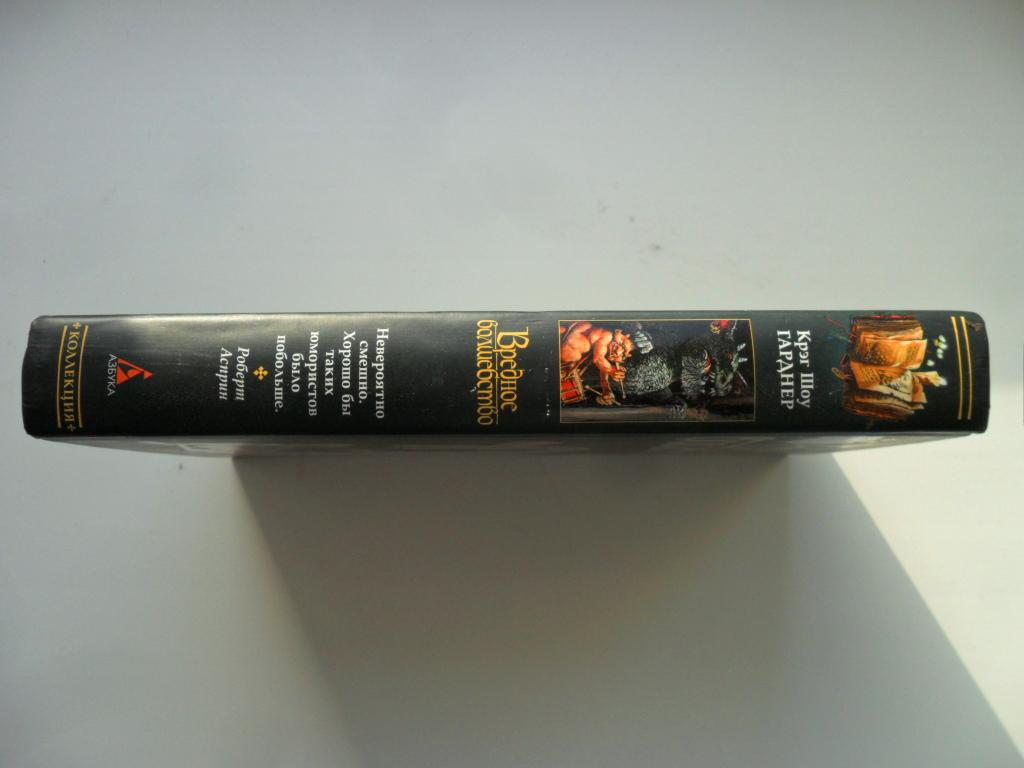 Крэг Шоу
ГАРДНЕР
Вредное
волшебство
Невероятно
смешно.
Хорошо бы
таких
юмористов
было
побольше.
Роберт
Асприн
АЗБУКА
КОЛЛЕКЦИЯ